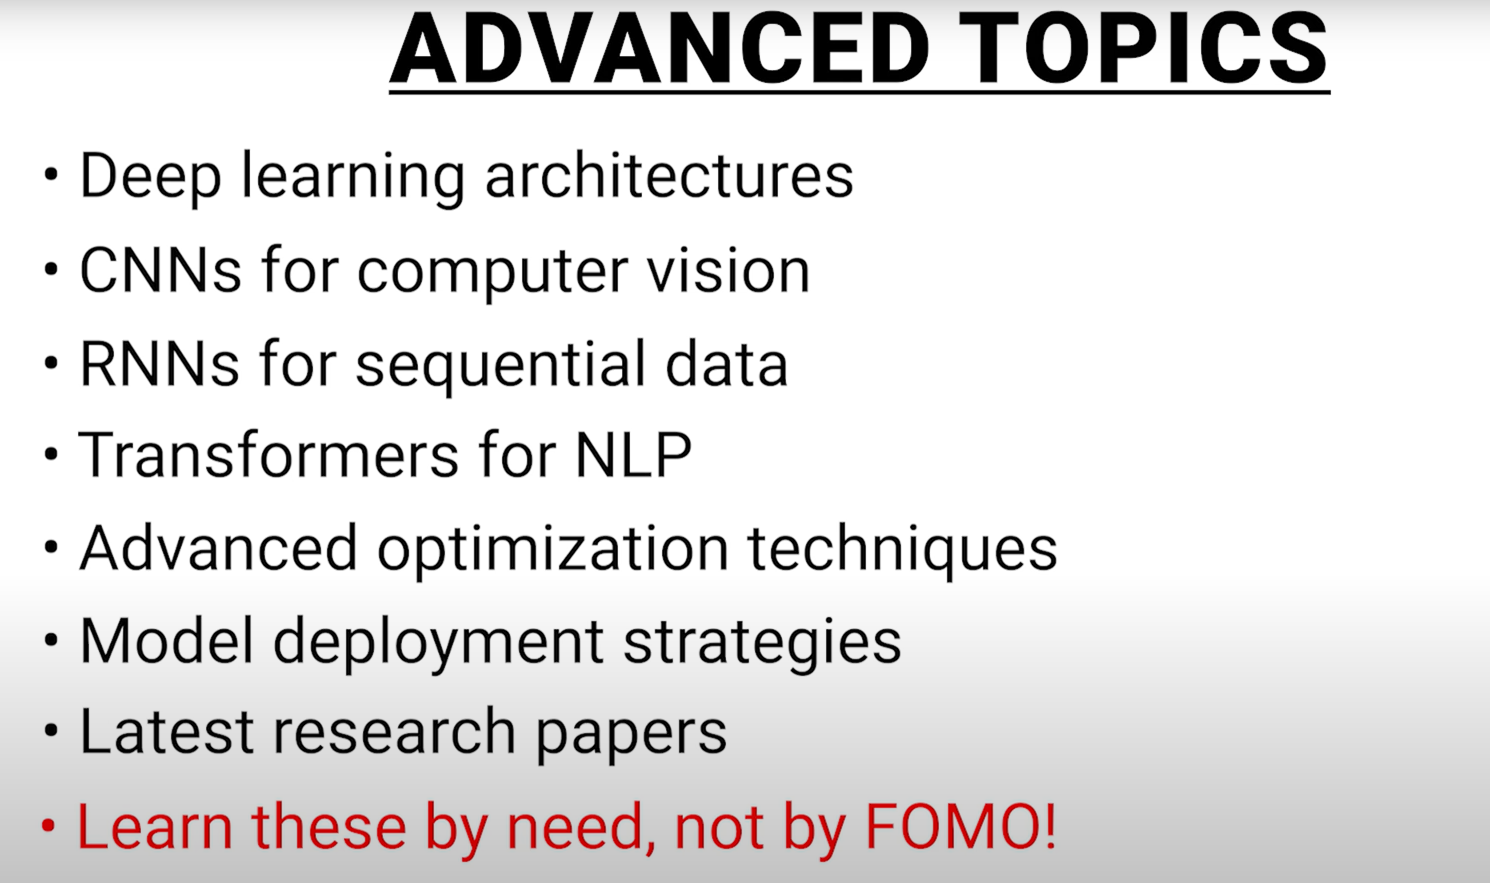 ADVANCED TOPICS
• Deep learning architectures
• CNNs for computer vision
• RNNs for sequential data
• Transformers for NLP
• Advanced optimization techniques
• Model deployment strategies
• Latest research papers
• Learn these by need, not by FOMO!